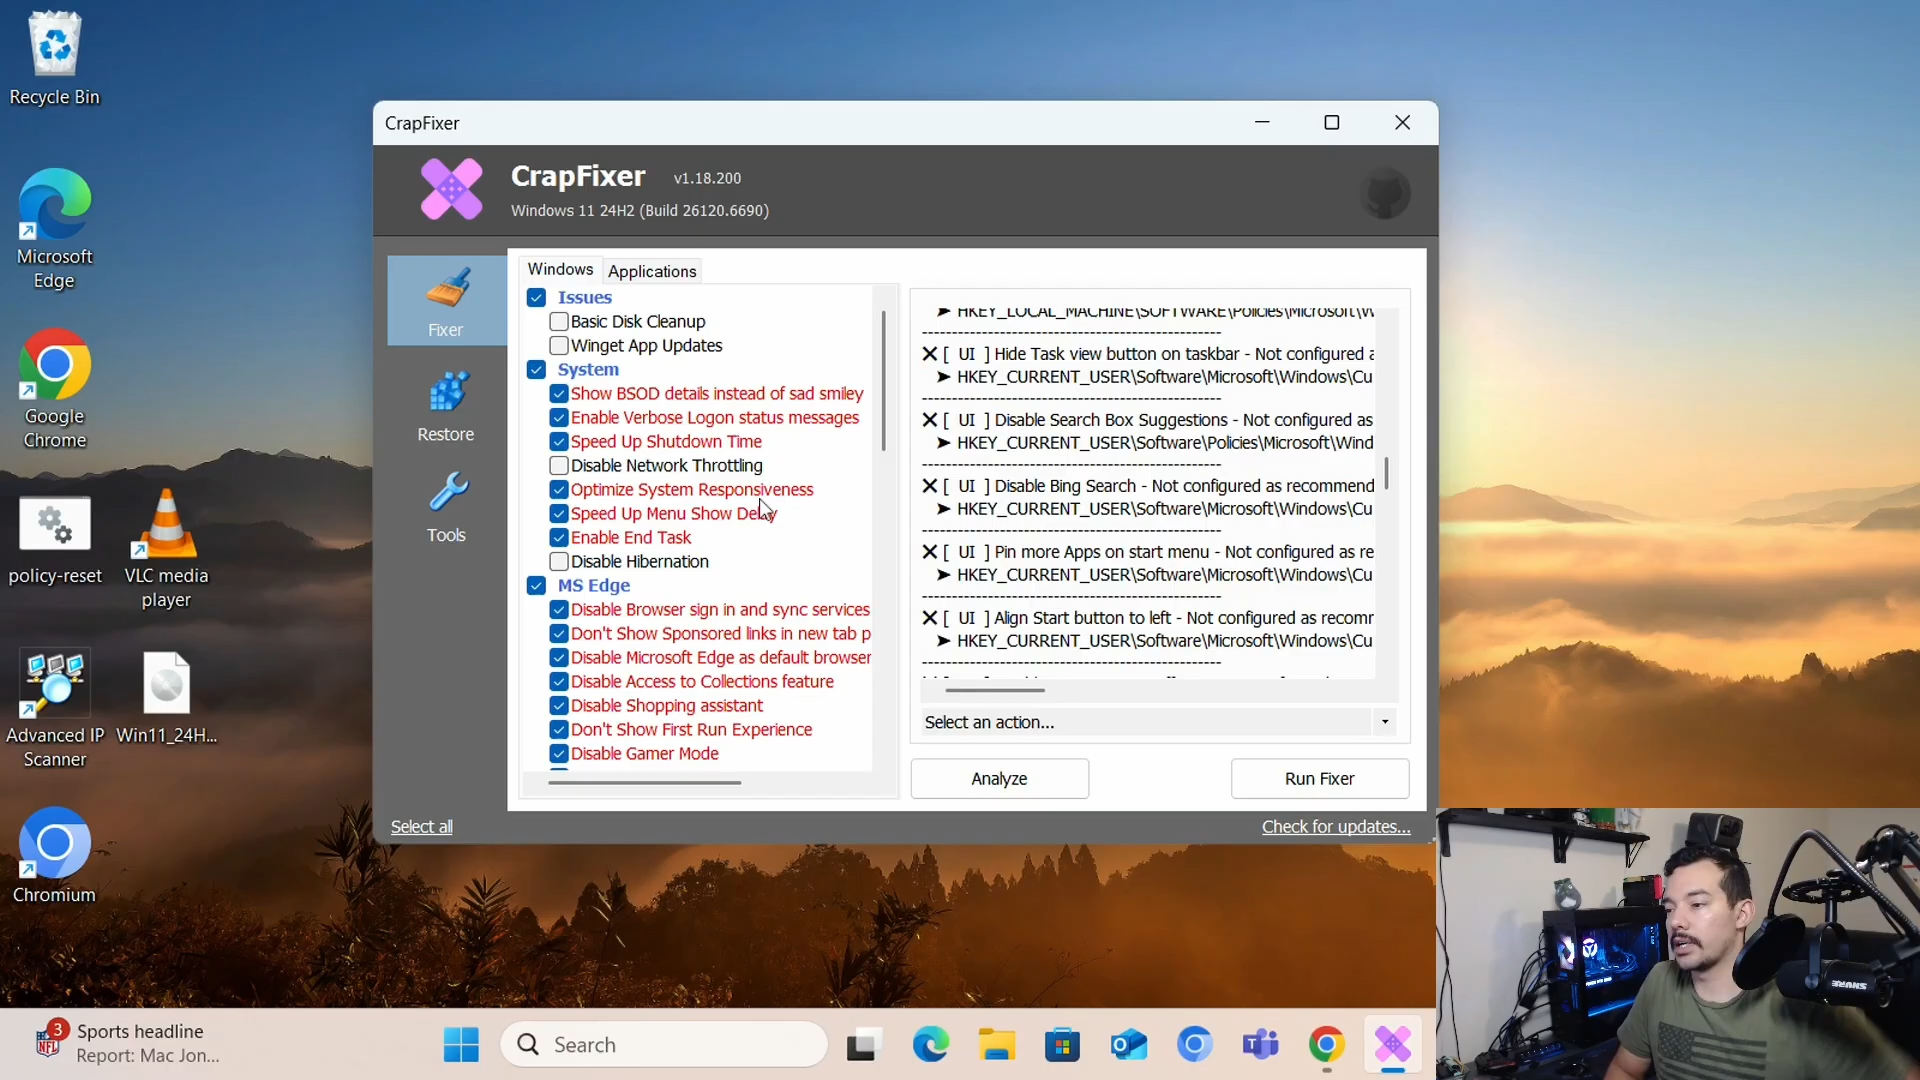 Recycle Bin
Microsoft
Edge
Google
Chrome
policy-reset
VLC media
player
Advanced IP
Scanner
Win11_24H...
Chromium
CrapFixer
CrapFixer v1.18.200
Windows 11 24H2 (Build 26120.6690)
Fixer
Restore
Tools
Windows
Applications
Issues
Basic Disk Cleanup
Winget App Updates
System
Show BSOD details instead of sad smiley
Enable Verbose Logon status messages
Speed Up Shutdown Time
Disable Network Throttling
Optimize System Responsiveness
Speed Up Menu Show Delay
Enable End Task
Disable Hibernation
MS Edge
Disable Browser sign in and sync services
Don't Show Sponsored links in new tab p
Disable Microsoft Edge as default browser
Disable Access to Collections feature
Disable Shopping assistant
Don't Show First Run Experience
Disable Gamer Mode
➤ HKEY_LOCAL_MACHINE\SOFTWARE\Policies\Microsoft\W
--------------------------------------------------
❌ [ UI ] Hide Task view button on taskbar - Not configured a
➤ HKEY_CURRENT_USER\Software\Microsoft\Windows\Cu
--------------------------------------------------
❌ [ UI ] Disable Search Box Suggestions - Not configured as
➤ HKEY_CURRENT_USER\Software\Policies\Microsoft\Wind
--------------------------------------------------
❌ [ UI ] Disable Bing Search - Not configured as recommend
➤ HKEY_CURRENT_USER\Software\Microsoft\Windows\Cu
--------------------------------------------------
❌ [ UI ] Pin more Apps on start menu - Not configured as re
➤ HKEY_CURRENT_USER\Software\Microsoft\Windows\Cu
--------------------------------------------------
❌ [ UI ] Align Start button to left - Not configured as recomm
➤ HKEY_CURRENT_USER\Software\Microsoft\Windows\Cu
--------------------------------------------------
Select an action...
Analyze
Run Fixer
Select all
Check for updates...
SHURE
3
NFL
Sports headline
Report: Mac Jon...
Search